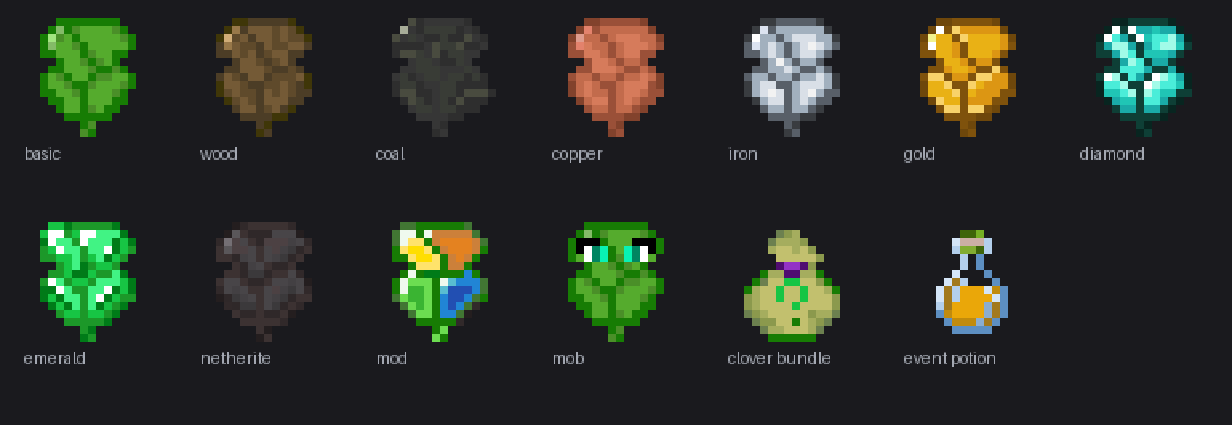 basic wood coal copper iron gold diamond
emerald netherite mod mob clover bundle event potion